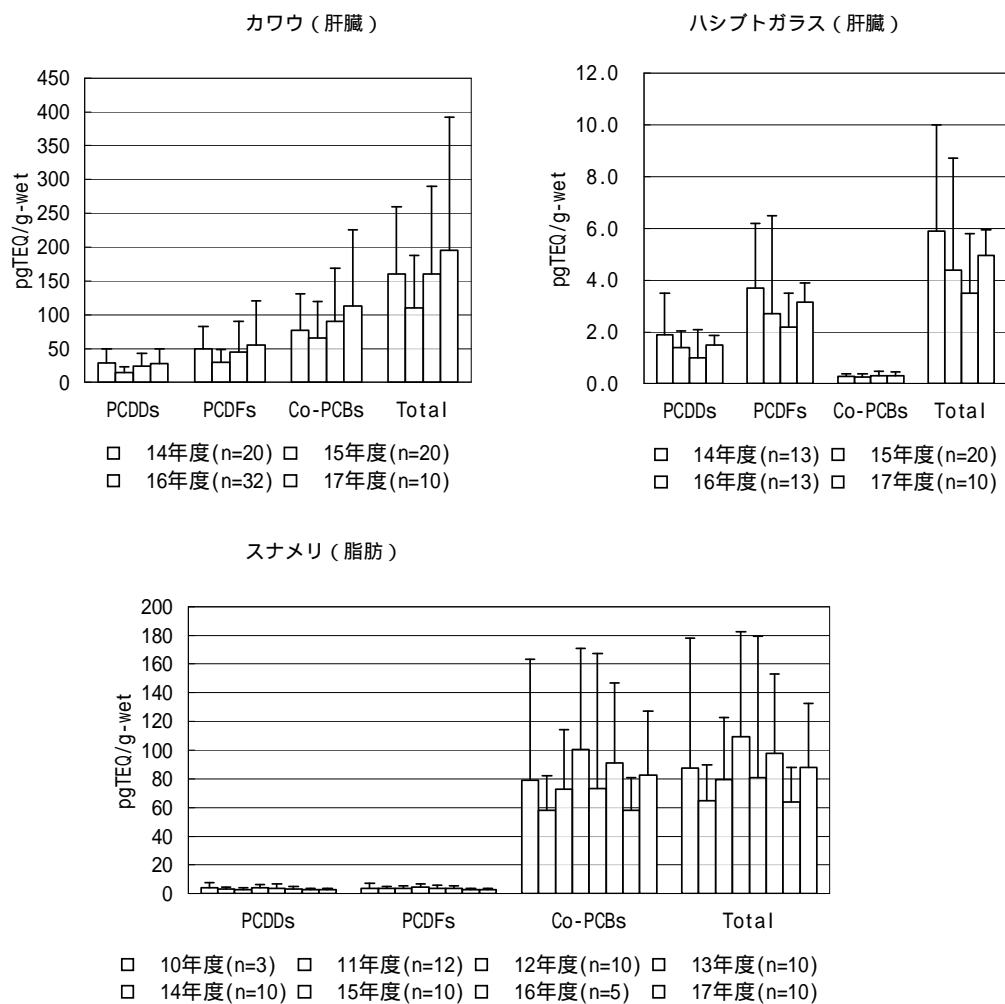 カワウ（肝臓）
ハシブトガラス（肝臓）
450
400
350
300
250
200
150
100
50
0
pgTEQ/g-wet
PCDDs PCDFs Co-PCBs Total
□ 14年度(n=20) □ 15年度(n=20)
□ 16年度(n=32) □ 17年度(n=10)
12.0
10.0
8.0
6.0
4.0
2.0
0.0
pgTEQ/g-wet
PCDDs PCDFs Co-PCBs Total
□ 14年度(n=13) □ 15年度(n=20)
□ 16年度(n=13) □ 17年度(n=10)
スナメリ（脂肪）
200
180
160
140
120
100
80
60
40
20
0
pgTEQ/g-wet
PCDDs PCDFs Co-PCBs Total
□ 10年度(n=3) □ 11年度(n=12) □ 12年度(n=10) □ 13年度(n=10)
□ 14年度(n=10) □ 15年度(n=10) □ 16年度(n=5) □ 17年度(n=10)